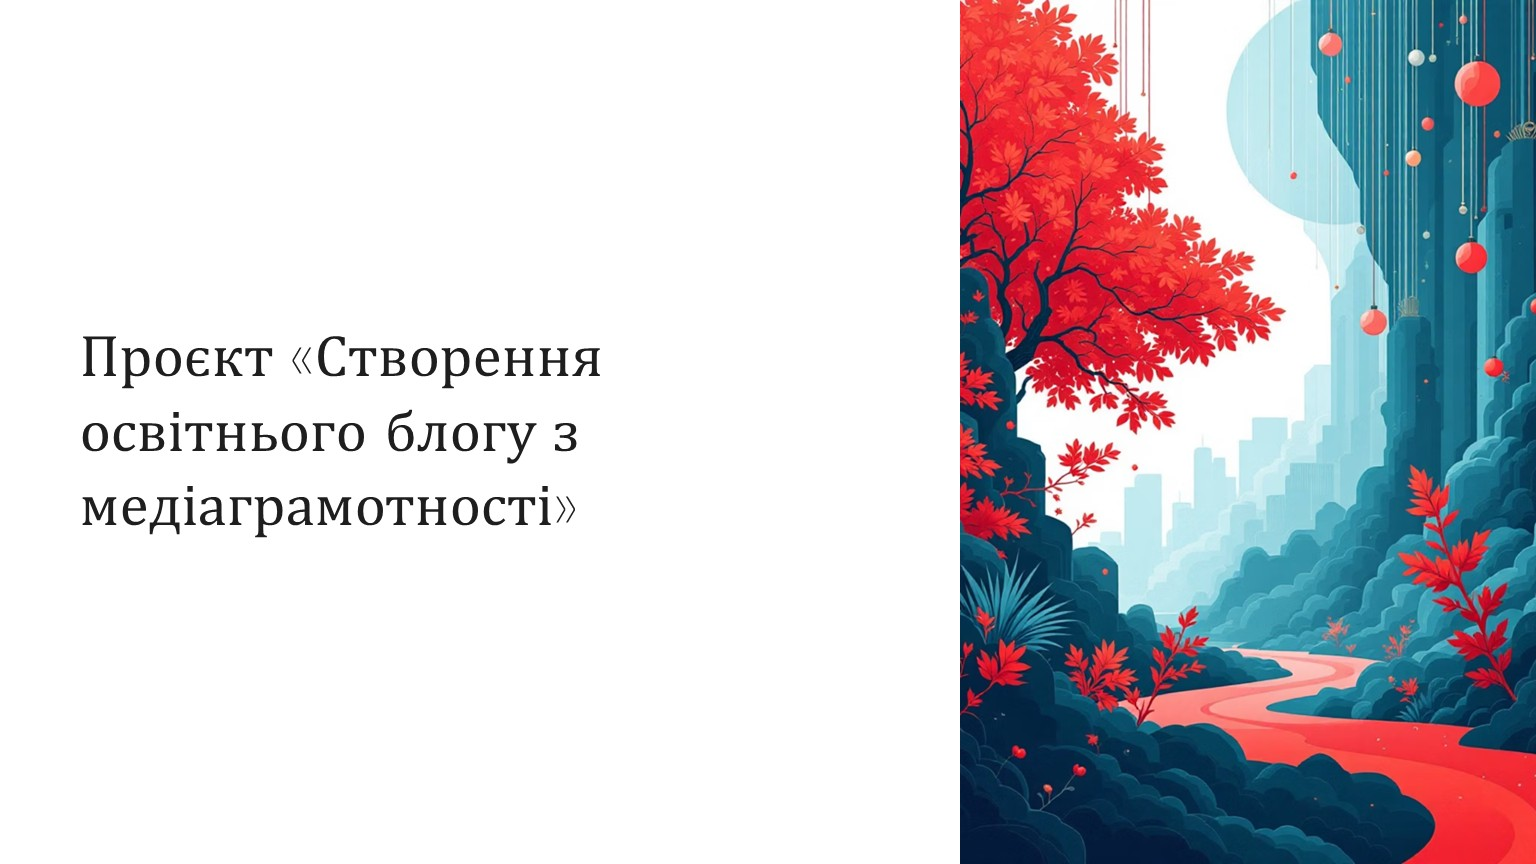 Проєкт «Створення
освітнього блогу з
медіаграмотності»